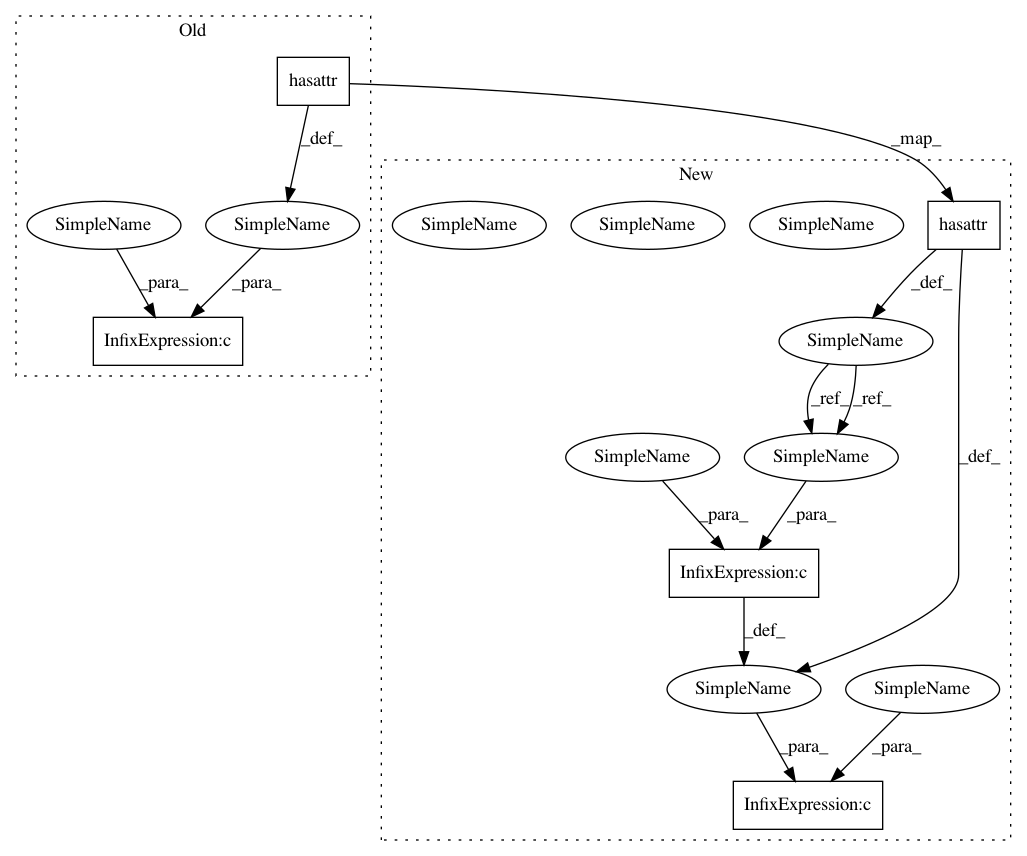 Old
hasattr
_def_
_map_
New
SimpleName
SimpleName
SimpleName
SimpleName
SimpleName
hasattr
_para_
_para_
_def_
InfixExpression:c
SimpleName
_ref_
_ref_
SimpleName
SimpleName
_def_
_para_
_para_
InfixExpression:c
_def_
SimpleName
SimpleName
_para_
_para_
InfixExpression:c